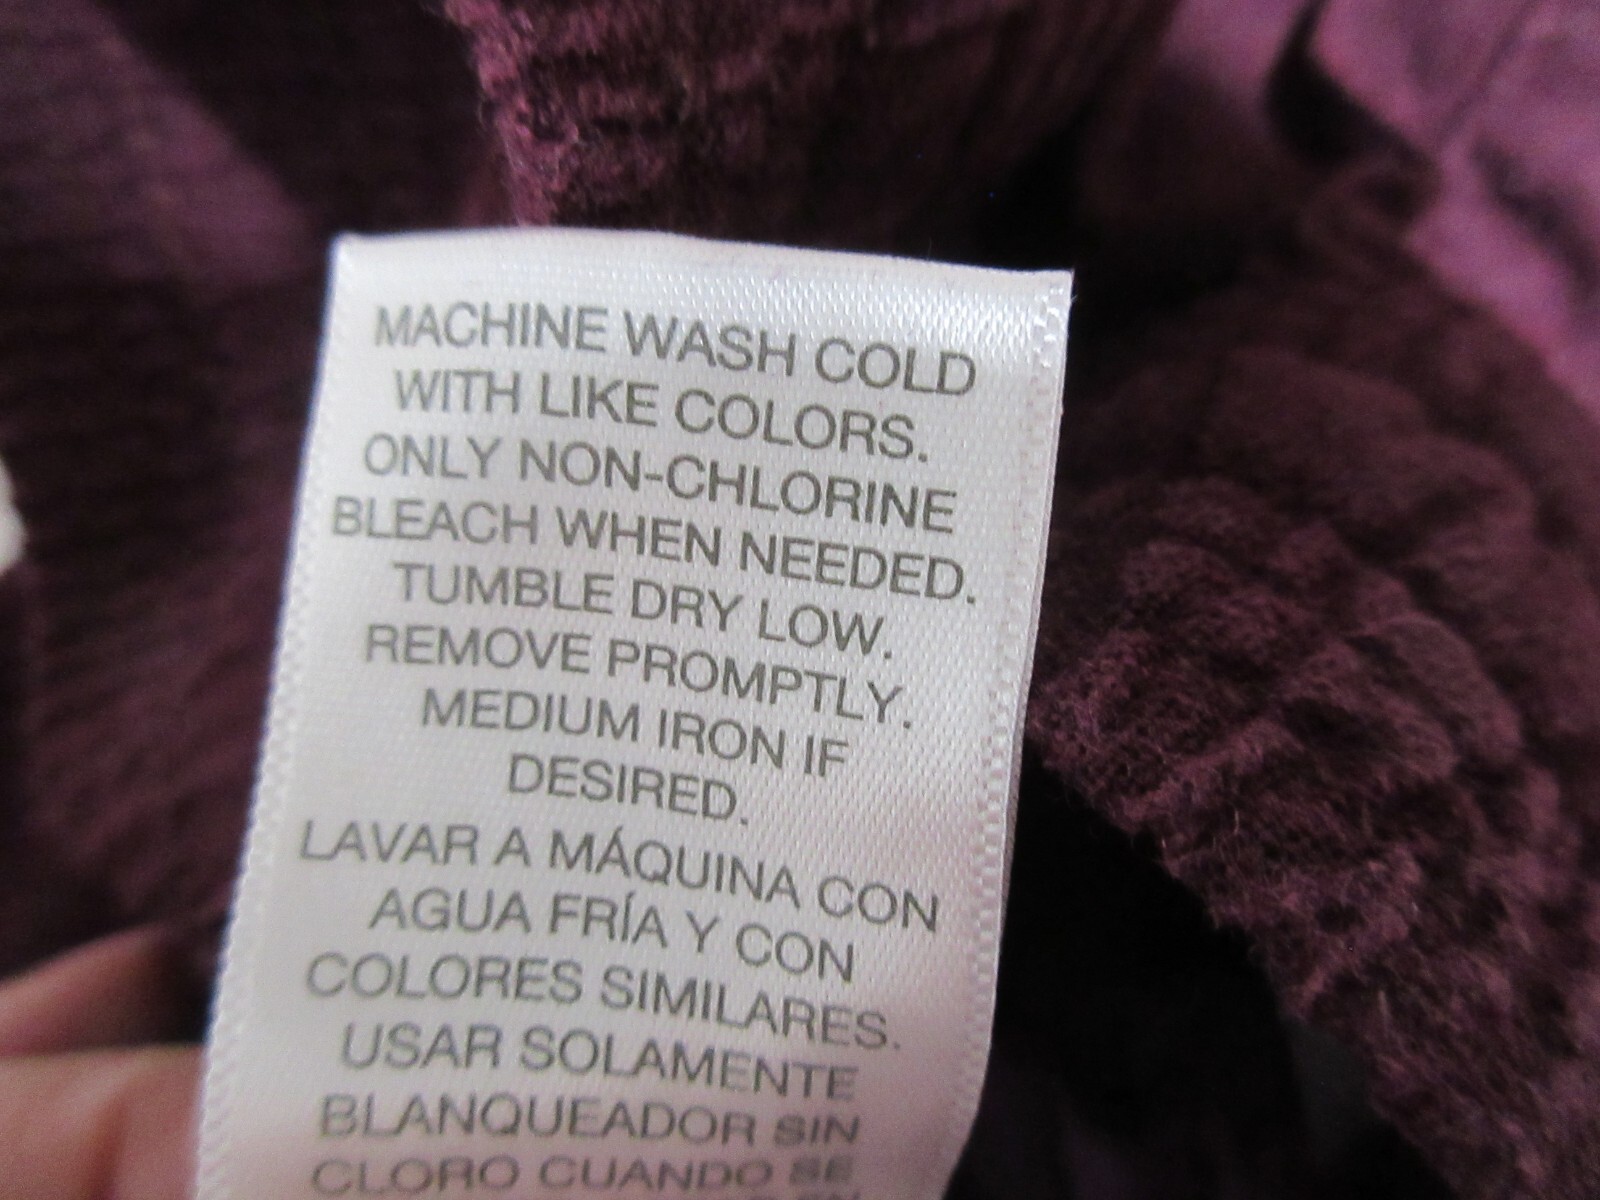 MACHINE WASH COLD
WITH LIKE COLORS.
ONLY NON-CHLORINE
BLEACH WHEN NEEDED.
TUMBLE DRY LOW.
REMOVE PROMPTLY.
MEDIUM IRON IF
DESIRED.
LAVAR A MÁQUINA CON
AGUA FRÍA Y CON
COLORES SIMILARES.
USAR SOLAMENTE
BLANQUEADOR SIN
CLORO CUANDO SE